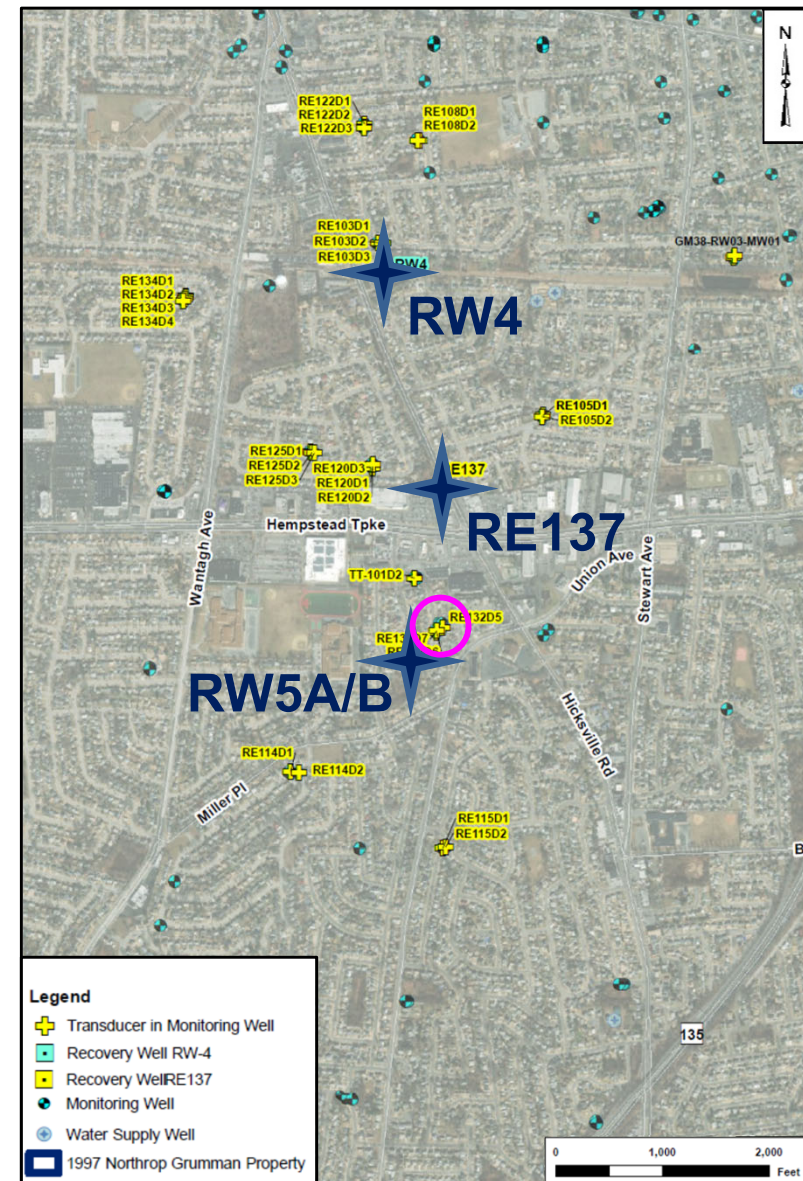 N
RE122D1
RE122D2
RE122D3
RE108D1
RE108D2
RE103D1
RE103D2
RE103D3
RW4
GM38-RW03-MW01
RE134D1
RE134D2
RE134D3
RE134D4
RW4
RE105D1
RE105D2
RE125D1
RE125D2
RE125D3
RE120D3
RE120D1
RE120D2
E137
RE137
Hempstead Tpke
Wantagh Ave
Union Ave
Stewart Ave
TT-101D2
RE132D5
RW5A/B
Hicksville Rd
RE114D1
RE114D2
Miller Pl
RE115D1
RE115D2
B
135
Legend
Transducer in Monitoring Well
Recovery Well RW-4
Recovery WellRE137
Monitoring Well
Water Supply Well
1997 Northrop Grumman Property
0 1,000 2,000
Feet